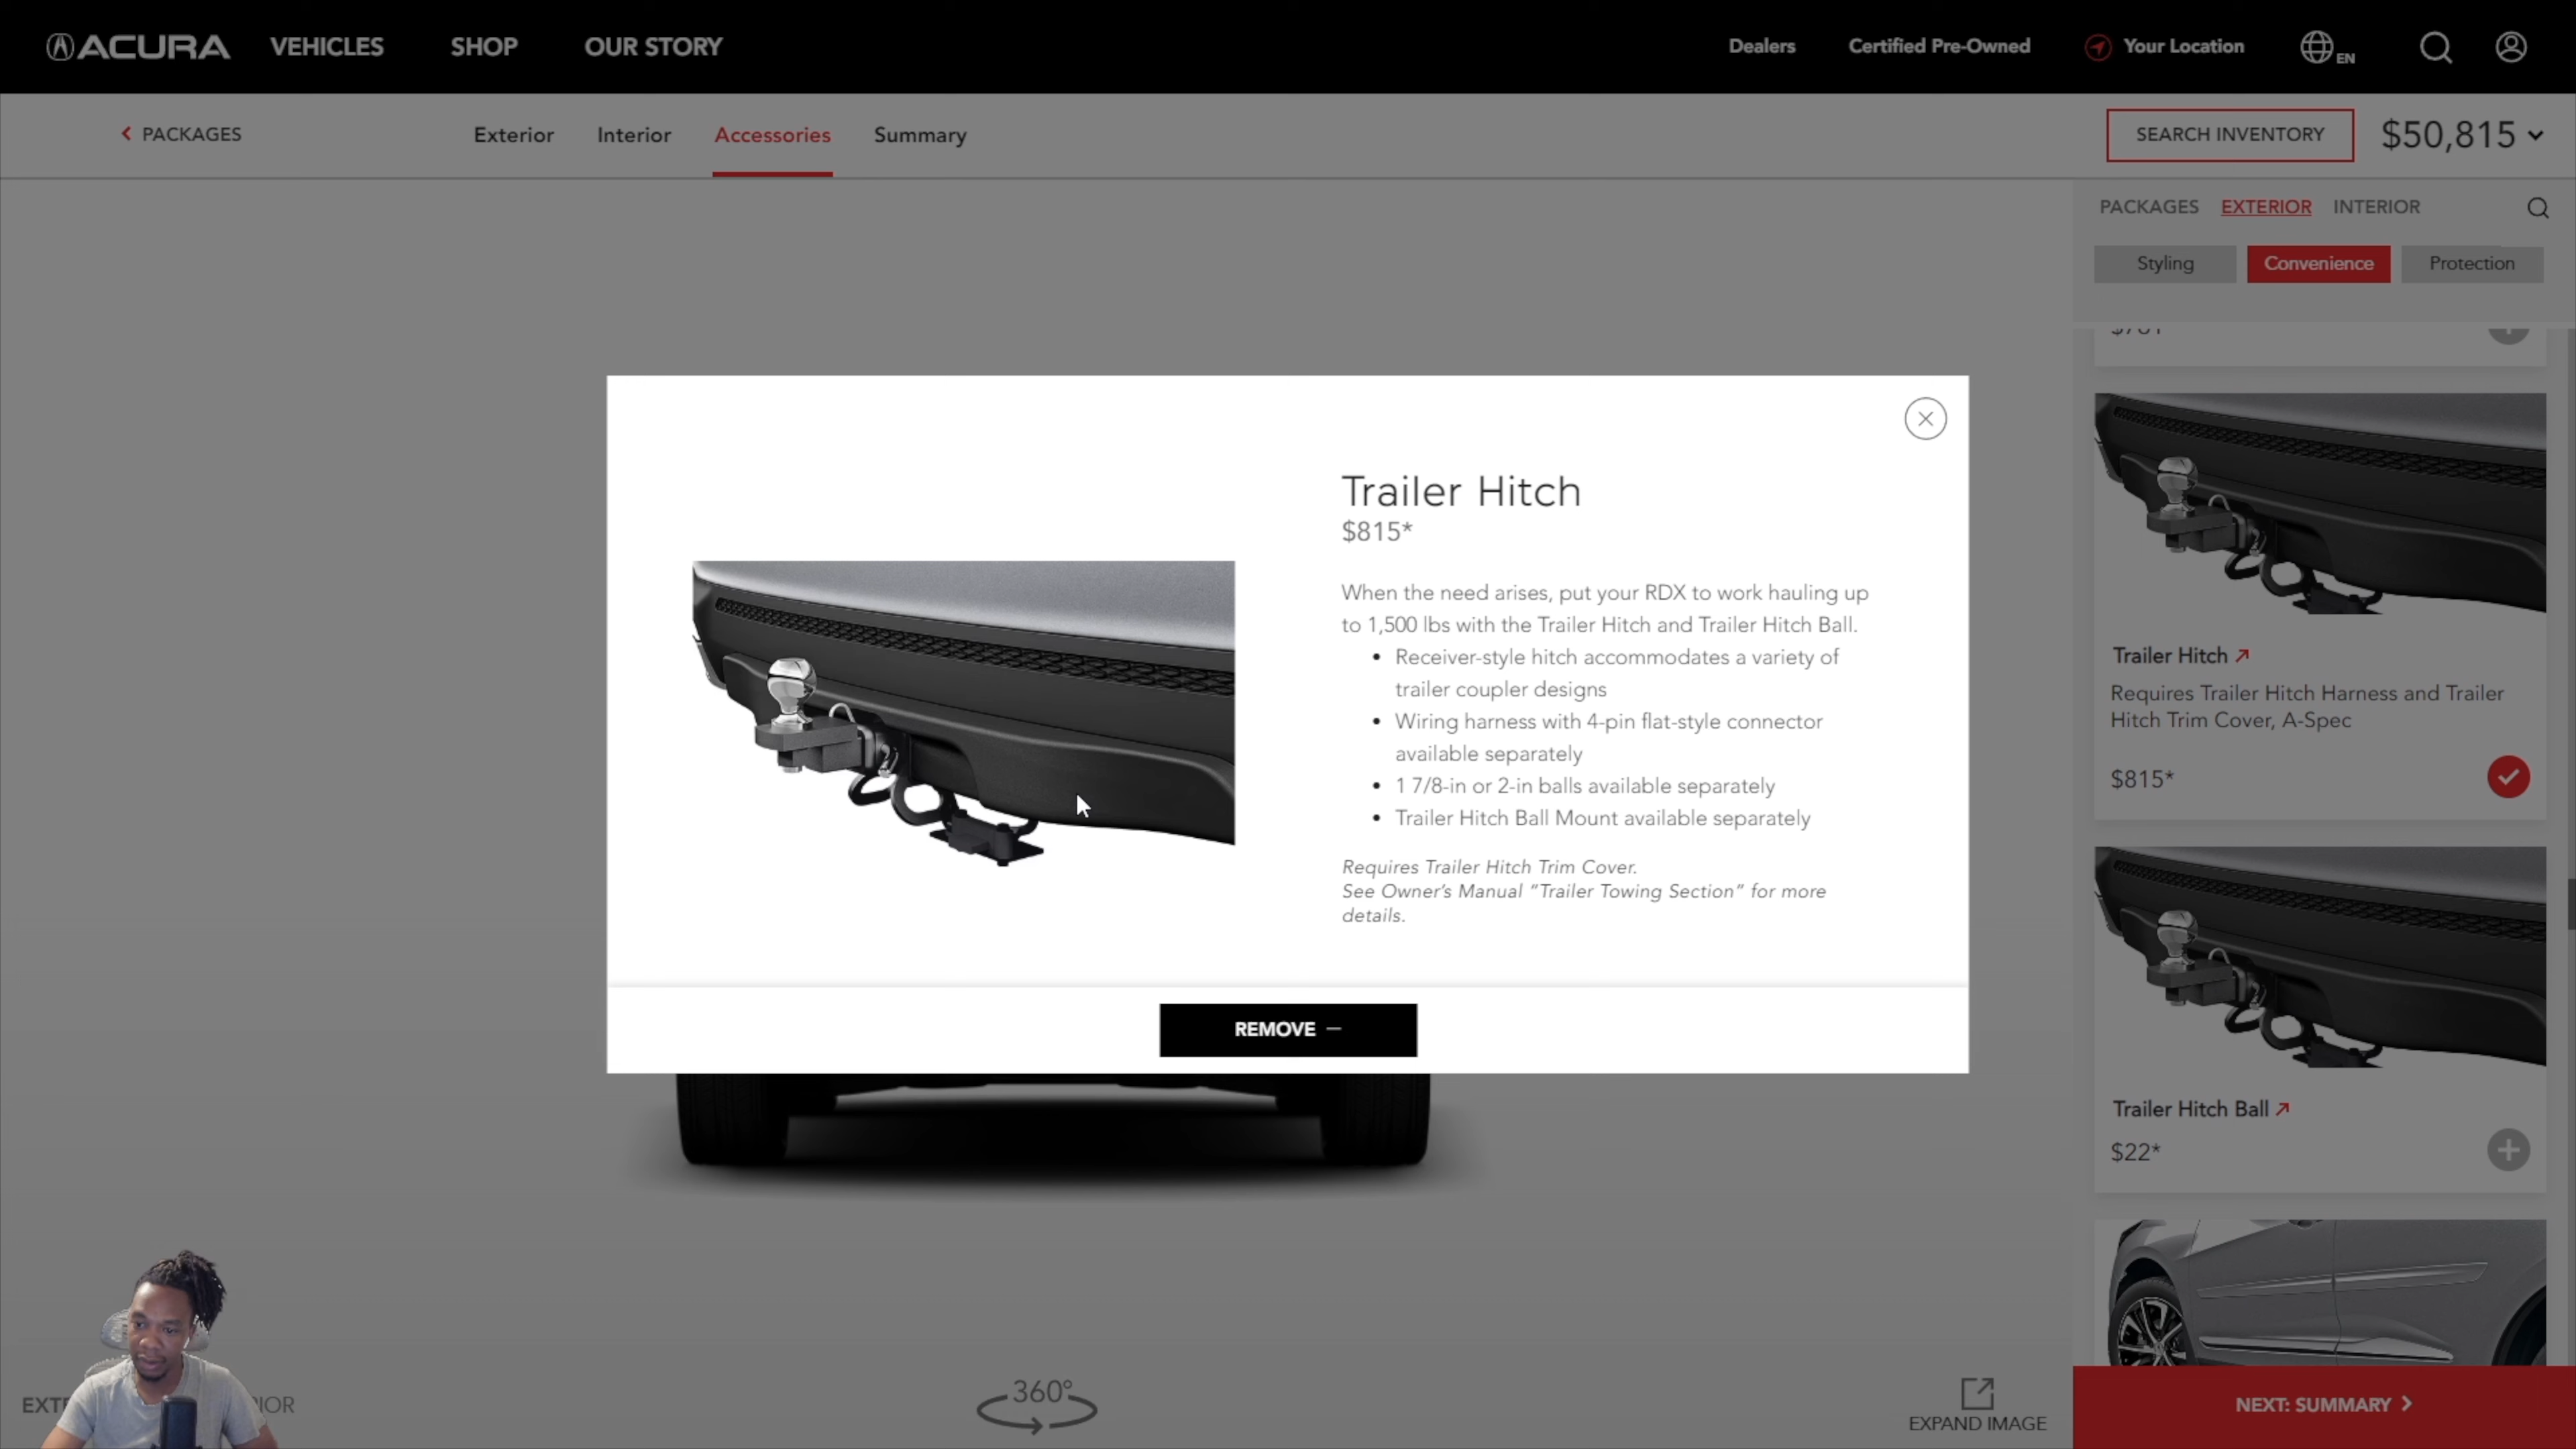 ACURA VEHICLES SHOP OUR STORY Dealers Certified Pre-Owned Your Location EN
PACKAGES Exterior Interior Accessories Summary SEARCH INVENTORY $50,815
PACKAGES EXTERIOR INTERIOR
Styling Convenience Protection
Trailer Hitch
$815*
When the need arises, put your RDX to work hauling up
to 1,500 lbs with the Trailer Hitch and Trailer Hitch Ball.
• Receiver-style hitch accommodates a variety of
trailer coupler designs
• Wiring harness with 4-pin flat-style connector
available separately
• 1 7/8-in or 2-in balls available separately
• Trailer Hitch Ball Mount available separately
Requires Trailer Hitch Trim Cover.
See Owner's Manual "Trailer Towing Section" for more
details.
REMOVE
Trailer Hitch
Requires Trailer Hitch Harness and Trailer
Hitch Trim Cover, A-Spec
$815*
Trailer Hitch Ball
$22*
360°
EXPAND IMAGE
NEXT: SUMMARY